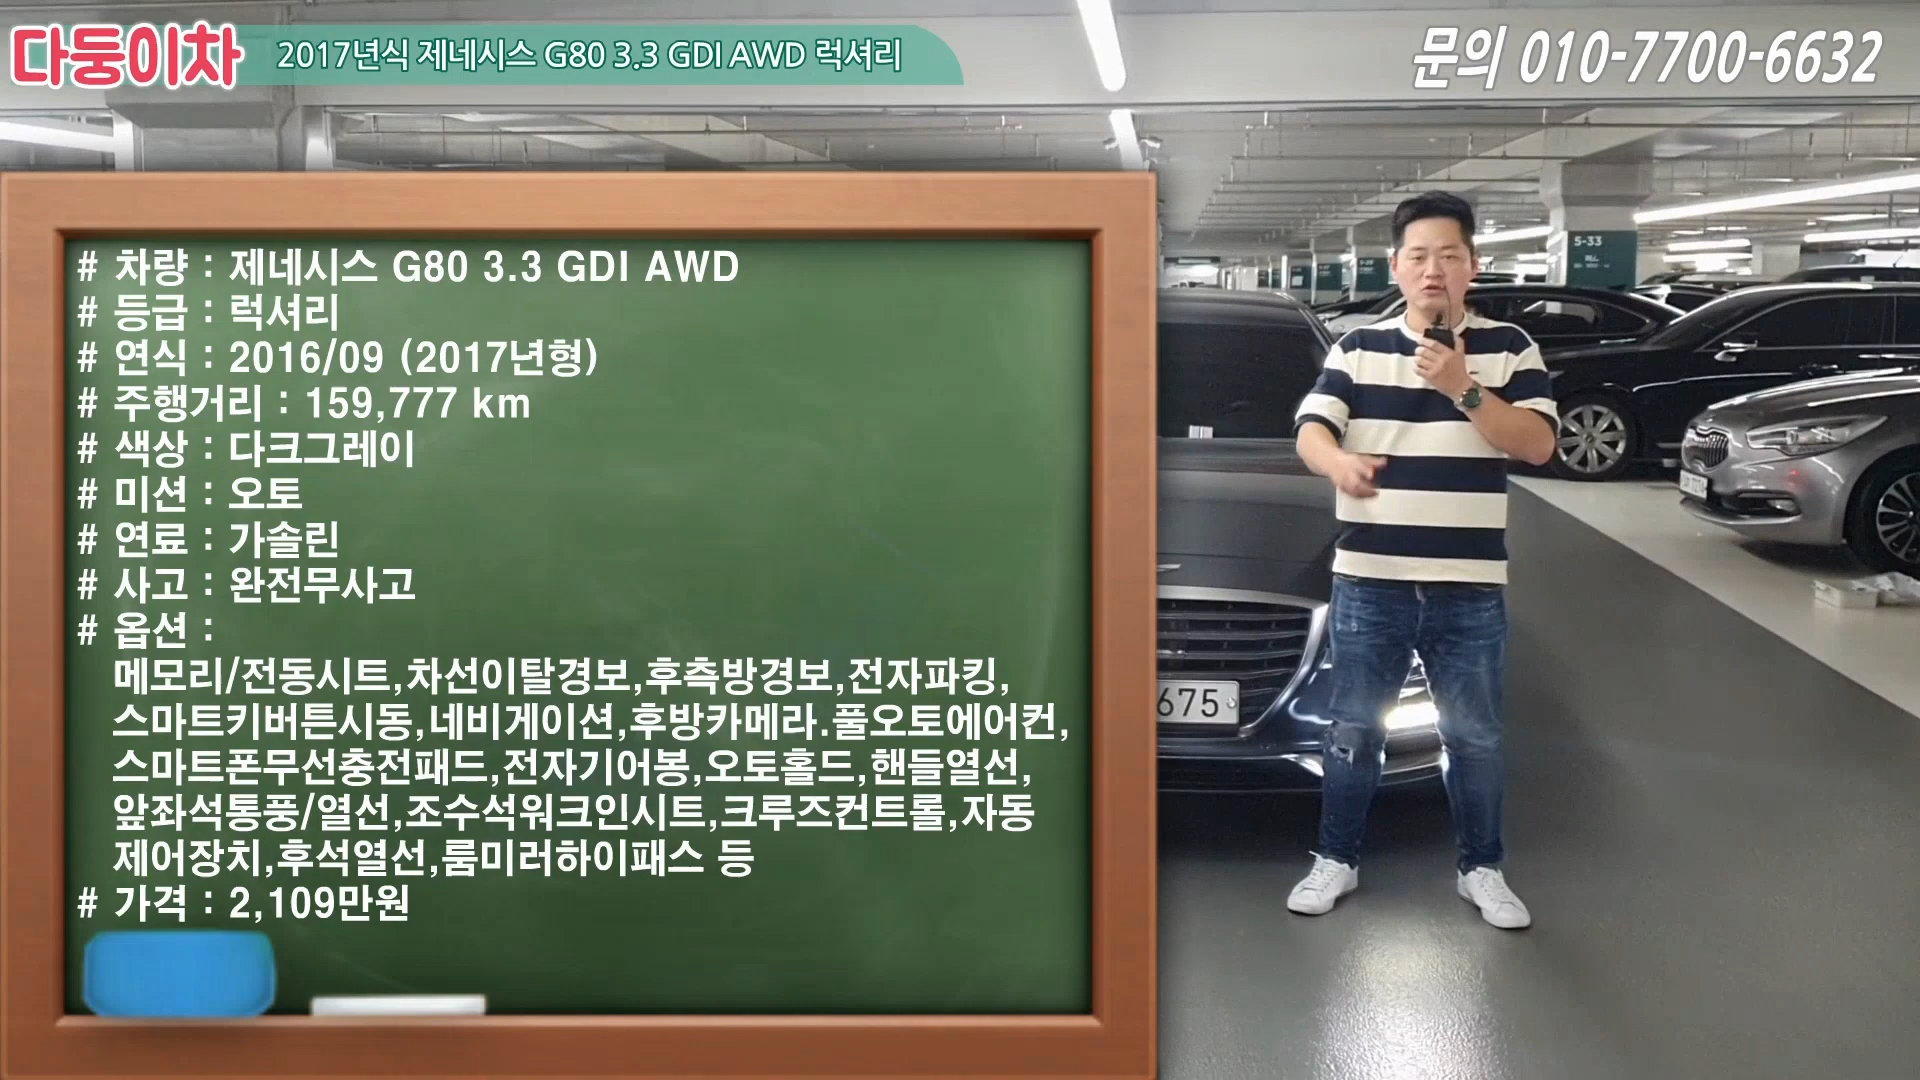 다둥이차
2017년식 제네시스 G80 3.3 GDI AWD 럭셔리
문의 010-7700-6632
# 차량 : 제네시스 G80 3.3 GDI AWD
# 등급 : 럭셔리
# 연식 : 2016/09 (2017년형)
# 주행거리 : 159,777 km
# 색상 : 다크그레이
# 미션 : 오토
# 연료 : 가솔린
# 사고 : 완전무사고
# 옵션 :
메모리/전동시트,차선이탈경보,후측방경보,전자파킹,
스마트키버튼시동,네비게이션,후방카메라.풀오토에어컨,
스마트폰무선충전패드,전자기어봉,오토홀드,핸들열선,
앞좌석통풍/열선,조수석워크인시트,크루즈컨트롤,자동
제어장치,후석열선,룸미러하이패스 등
# 가격 : 2,109만원
5-33
675